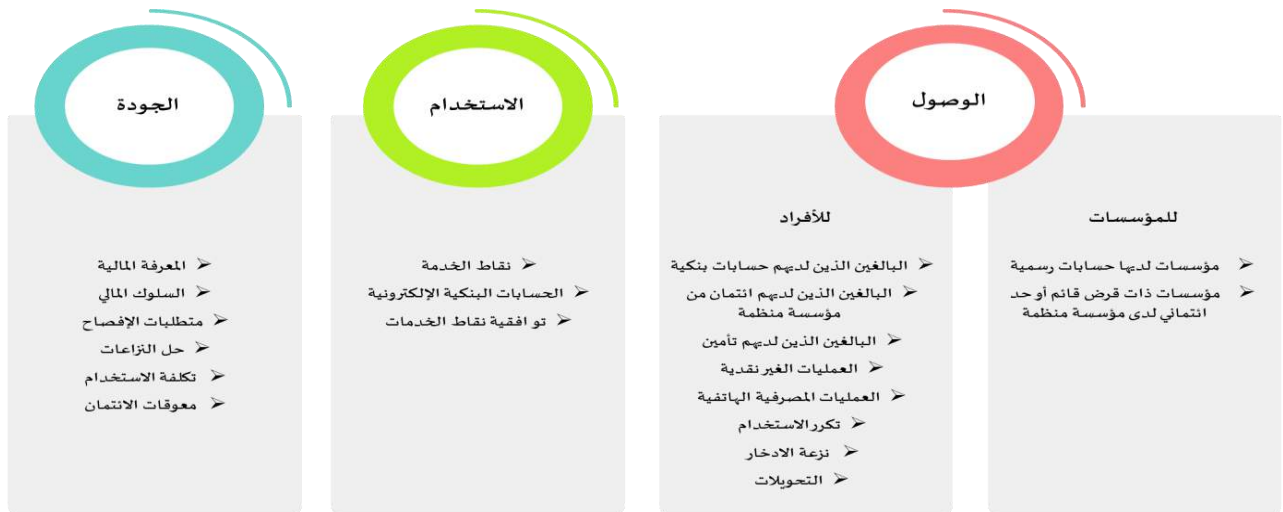 الوصول
للمؤسسات
مؤسسات لديها حسابات رسمية
مؤسسات ذات قرض قائم أو حد
ائتماني لدى مؤسسة منظمة
للأفراد
البالغين الذين لديهم حسابات بنكية
البالغين الذين لديهم ائتمان من
مؤسسة منظمة
البالغين الذين لديهم تأمين
العمليات الغير نقدية
العمليات المصرفية الهاتفية
تكرر الاستخدام
نزعة الادخار
التحويلات
الاستخدام
نقاط الخدمة
الحسابات البنكية الإلكترونية
توافقية نقاط الخدمات
الجودة
المعرفة المالية
السلوك المالي
متطلبات الإفصاح
حل النزاعات
تكلفة الاستخدام
معوقات الائتمان